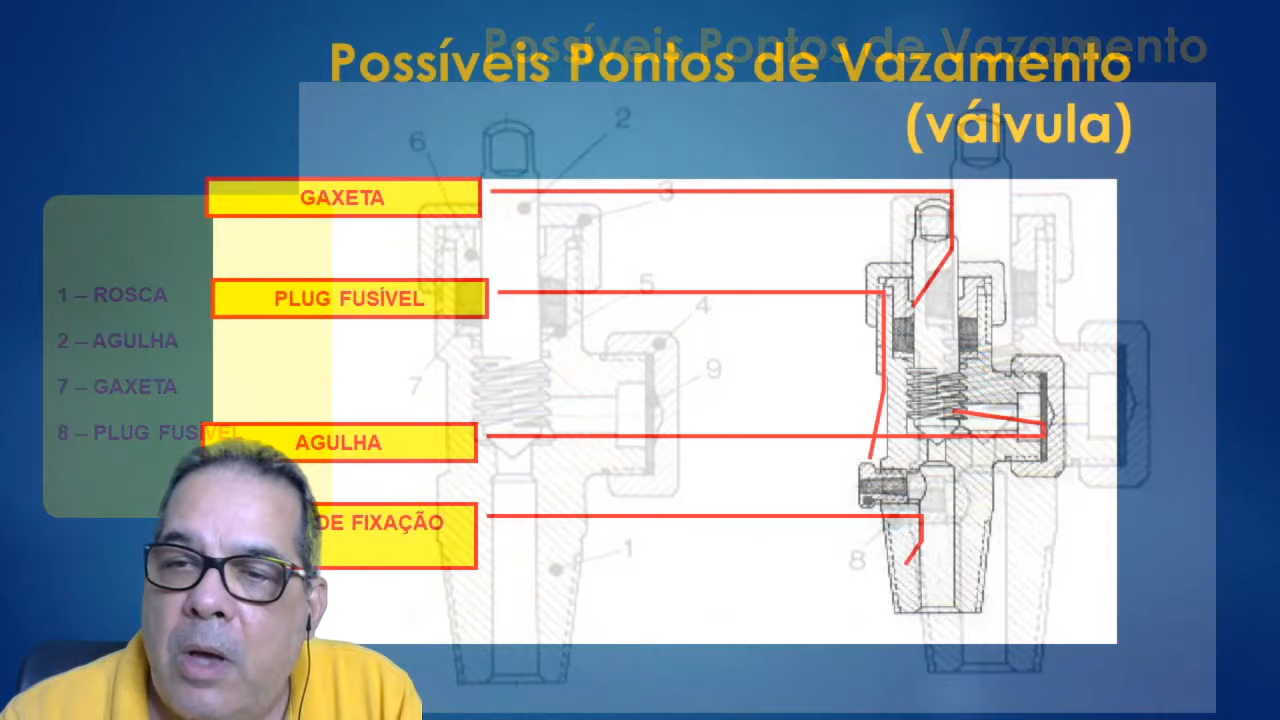 Possíveis Pontos de Vazamento
Possíveis Pontos de Vazamento
(válvula)
GAXETA
PLUG FUSÍVEL
AGULHA
DE FIXAÇÃO
1 – ROSCA
2 – AGULHA
7 – GAXETA
8 – PLUG FUSÍVEL
6
2
3
5
4
7
9
1
8